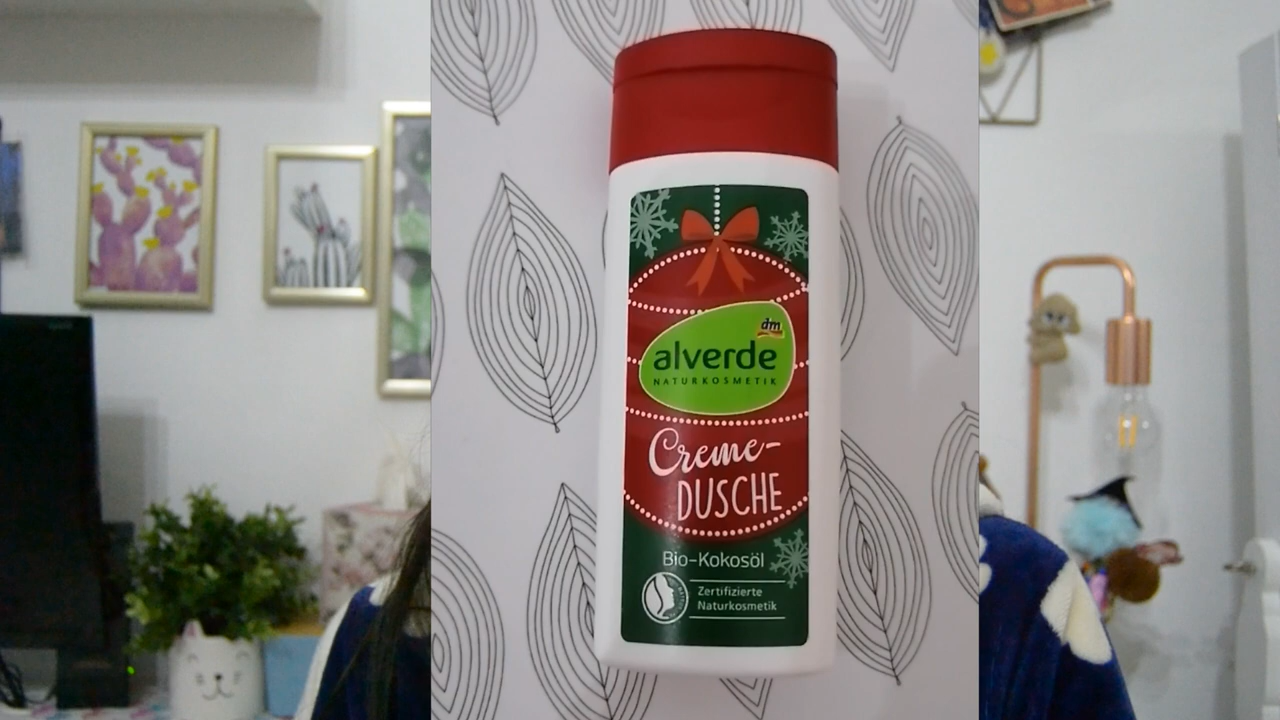 dm
alverde
NATURKOSMETIK
Creme-
DUSCHE
Bio-Kokosöl
Zertifizierte
Naturkosmetik